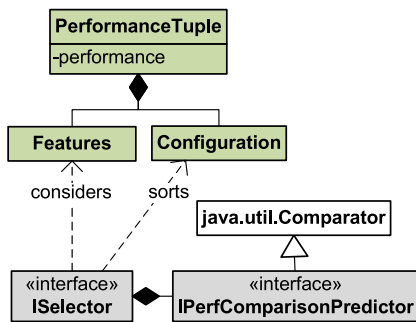 PerformanceTuple
-performance
Features
Configuration
considers
sorts
java.util.Comparator
«interface»
ISelector
«interface»
IPerfComparisonPredictor